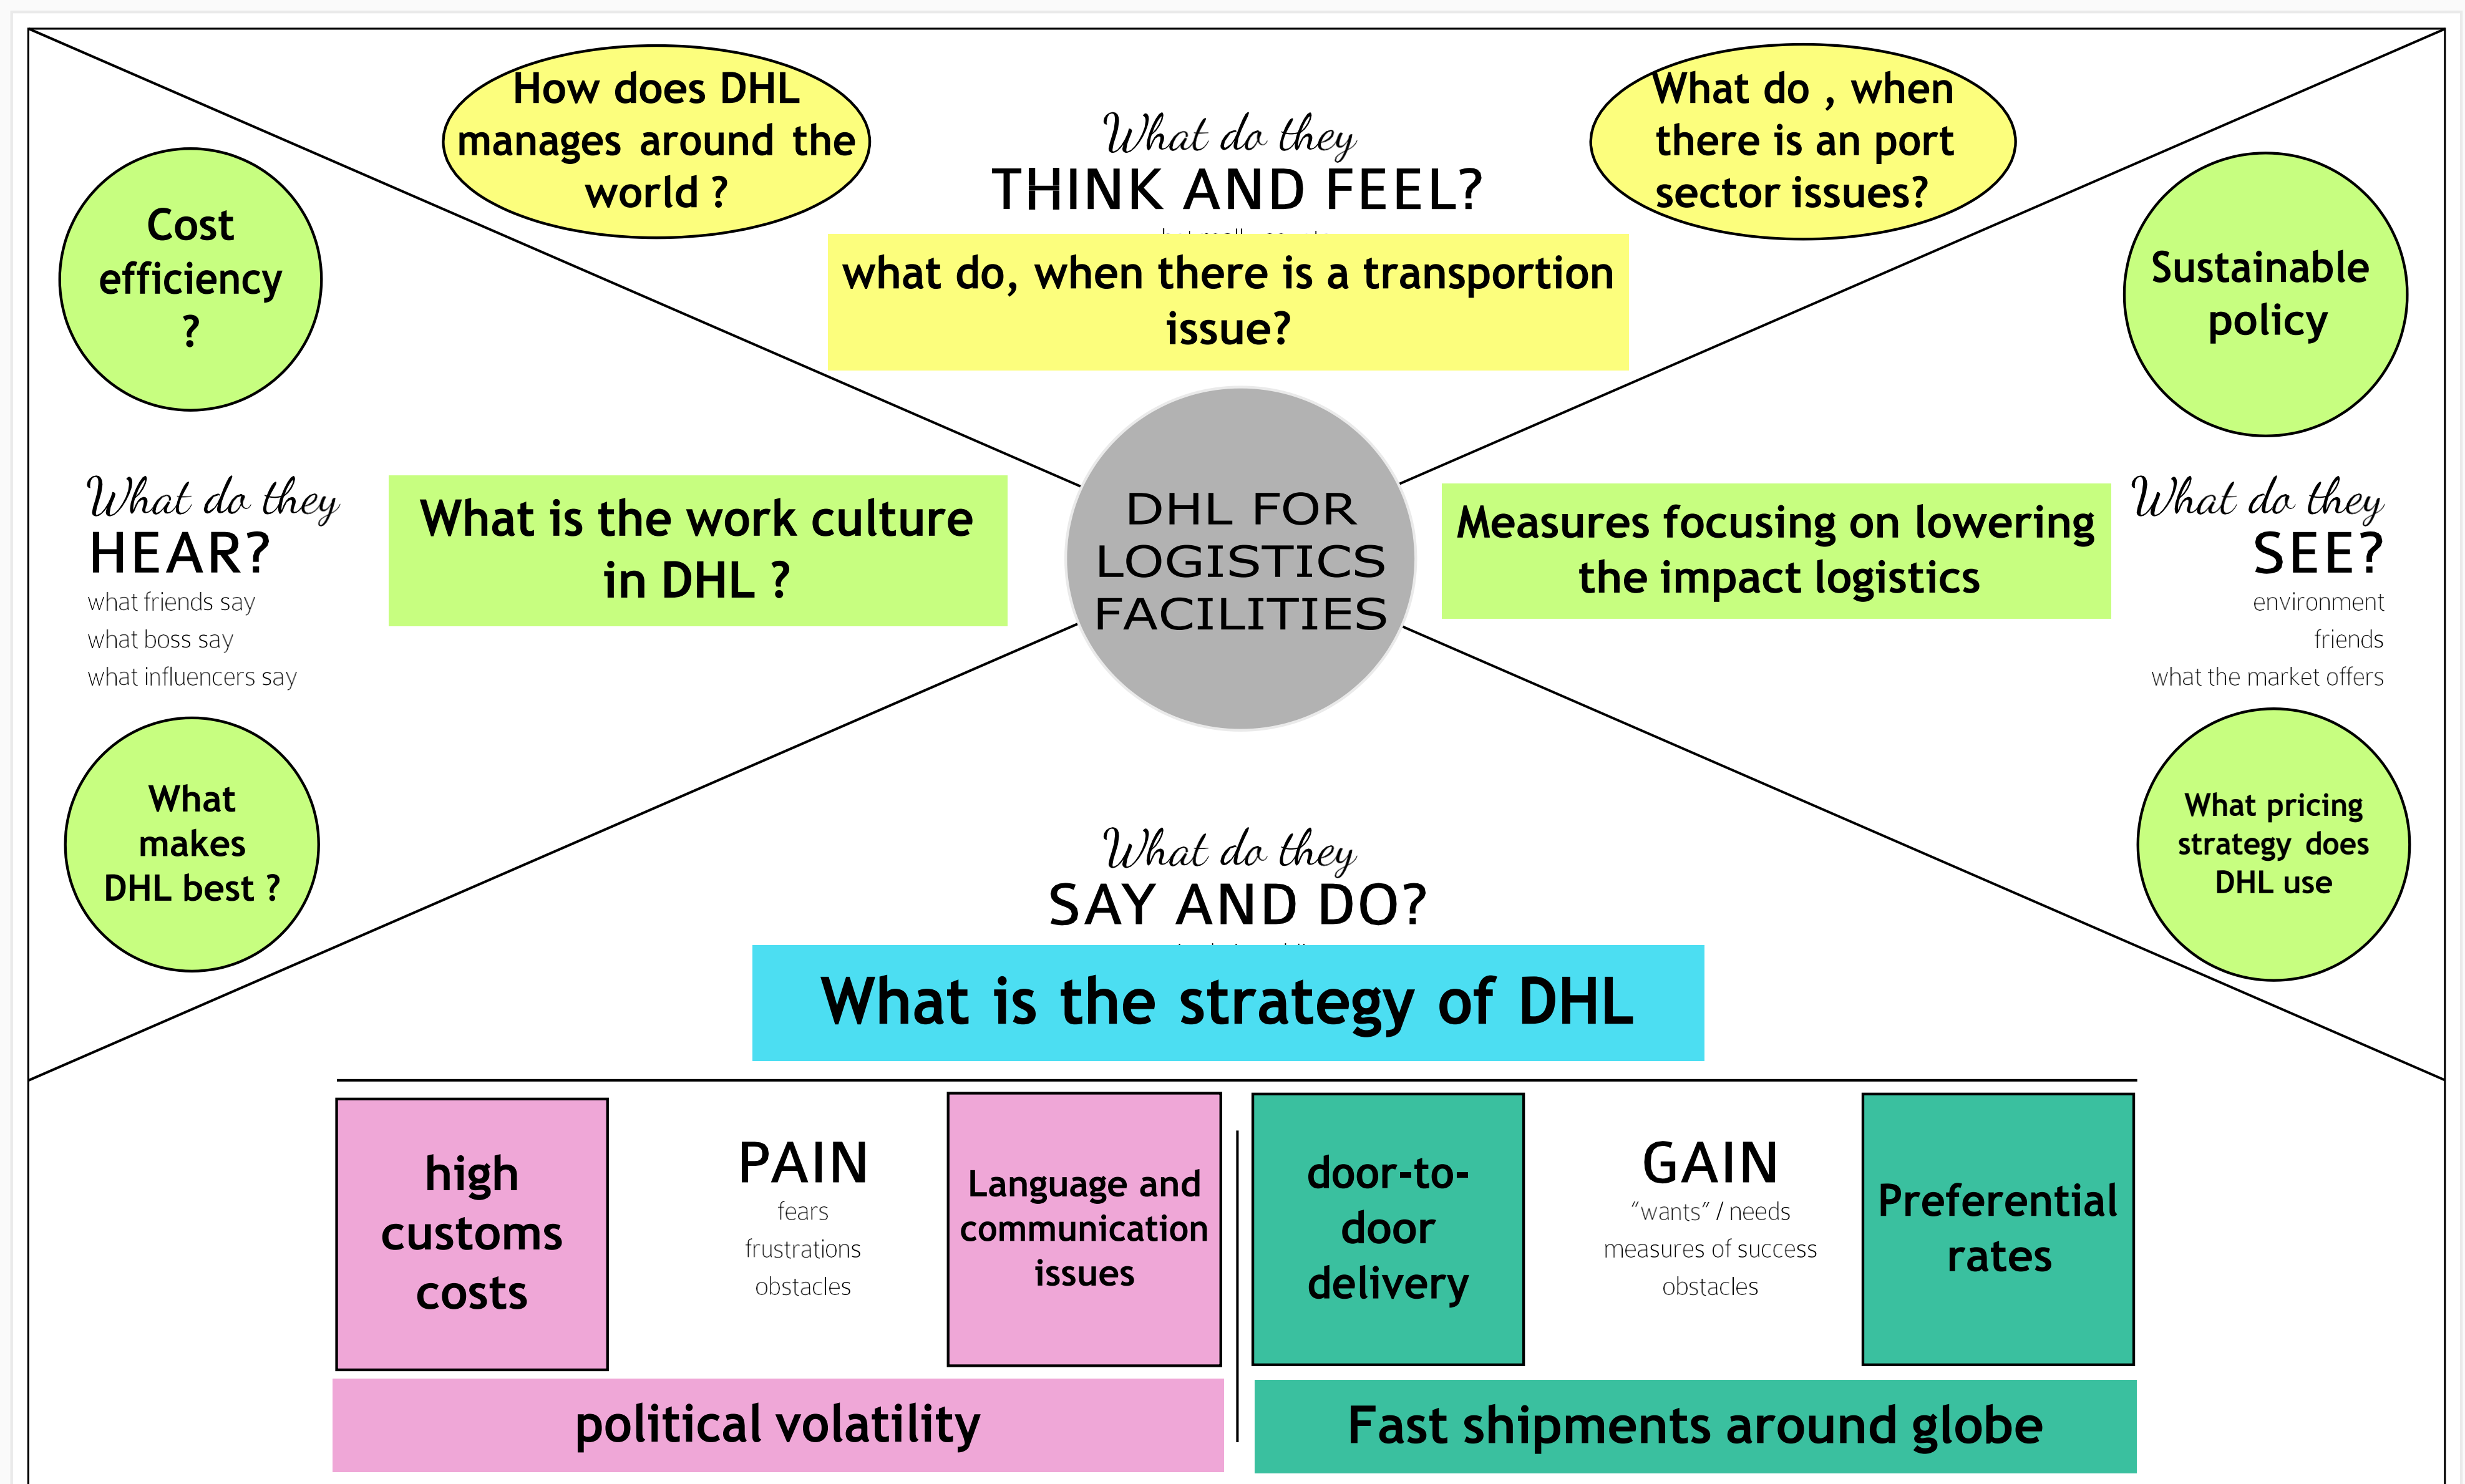 How does DHL
manages around the
world ?
What do they
THINK AND FEEL?
What do , when
there is an port
sector issues?
what do, when there is a transportion
issue?
Cost
efficiency
?
Sustainable
policy
What do they
HEAR?
what friends say
what boss say
what influencers say
What is the work culture
in DHL ?
DHL FOR
LOGISTICS
FACILITIES
Measures focusing on lowering
the impact logistics
What do they
SEE?
environment
friends
what the market offers
What
makes
DHL best ?
What pricing
strategy does
DHL use
What do they
SAY AND DO?
What is the strategy of DHL
high
customs
costs
PAIN
fears
frustrations
obstacles
Language and
communication
issues
door-to-
door
delivery
GAIN
“wants” / needs
measures of success
obstacles
Preferential
rates
political volatility
Fast shipments around globe